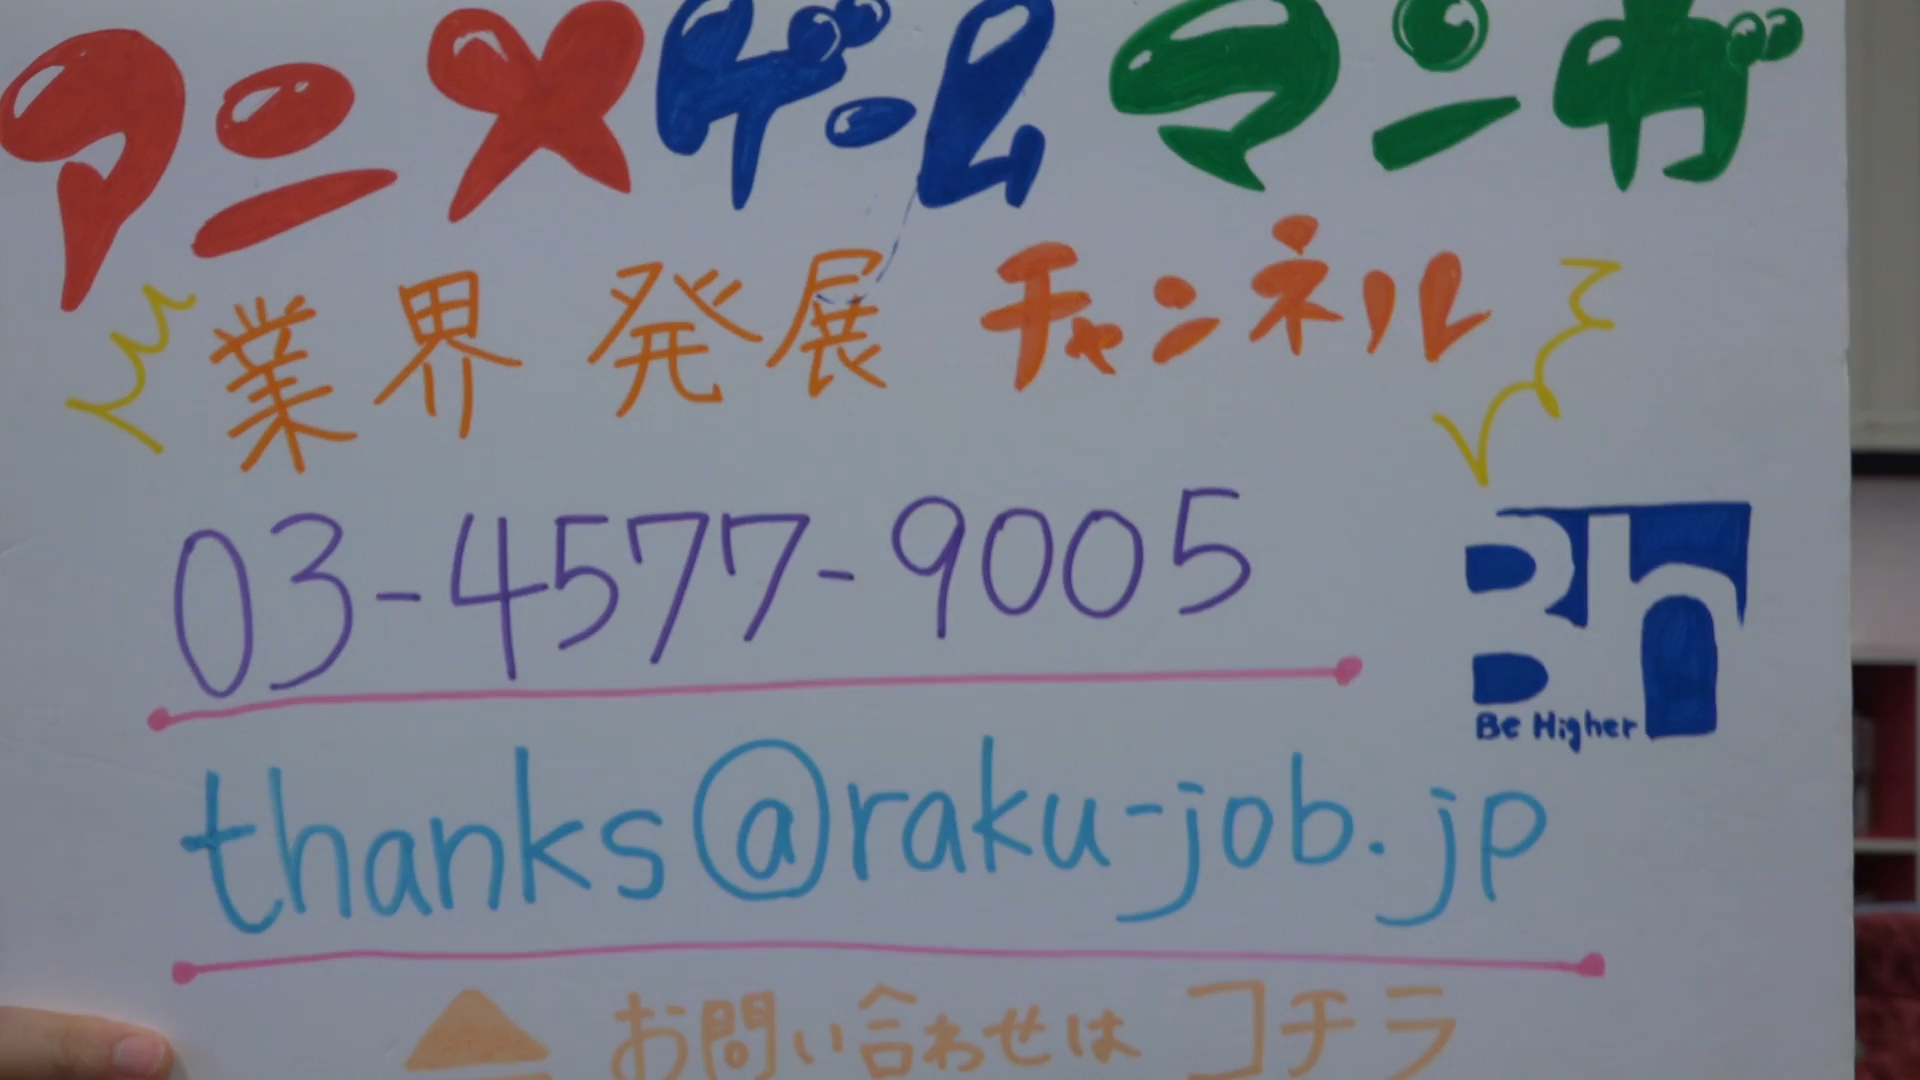 アニメゲームマンガ
業界発展チャンネル
03-4577-9005
Bh
Be Higher
thanks@raku-job.jp
お問い合わせはコチラ